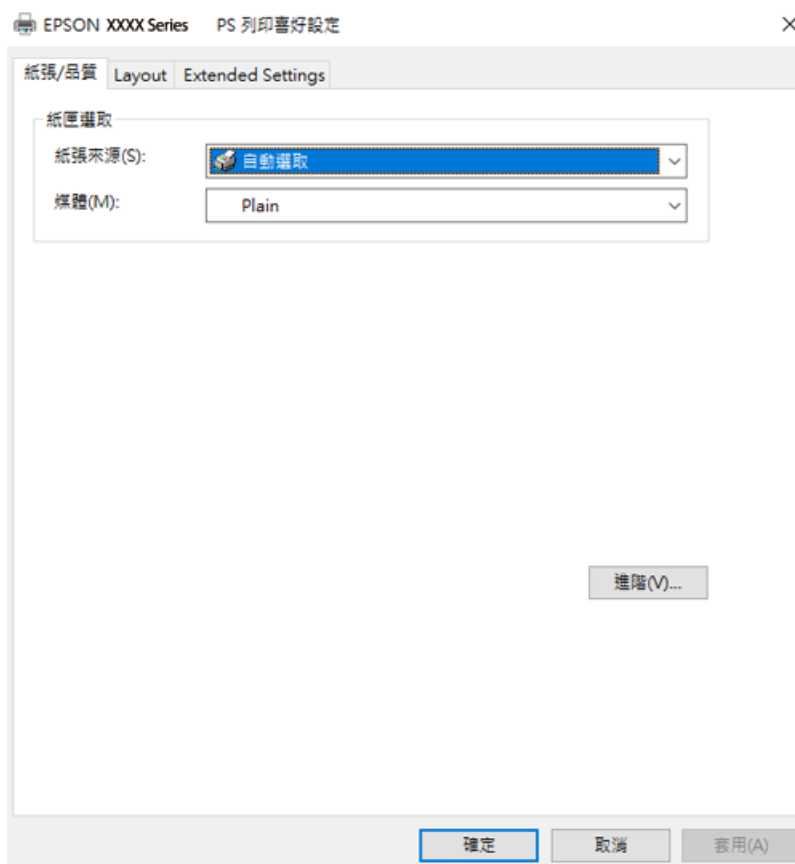 EPSON XXXX Series PS 列印喜好設定
紙張/品質 Layout Extended Settings
紙匣選取
紙張來源(S): 自動選取
媒體(M): Plain
進階(V)...
確定 取消 套用(A)